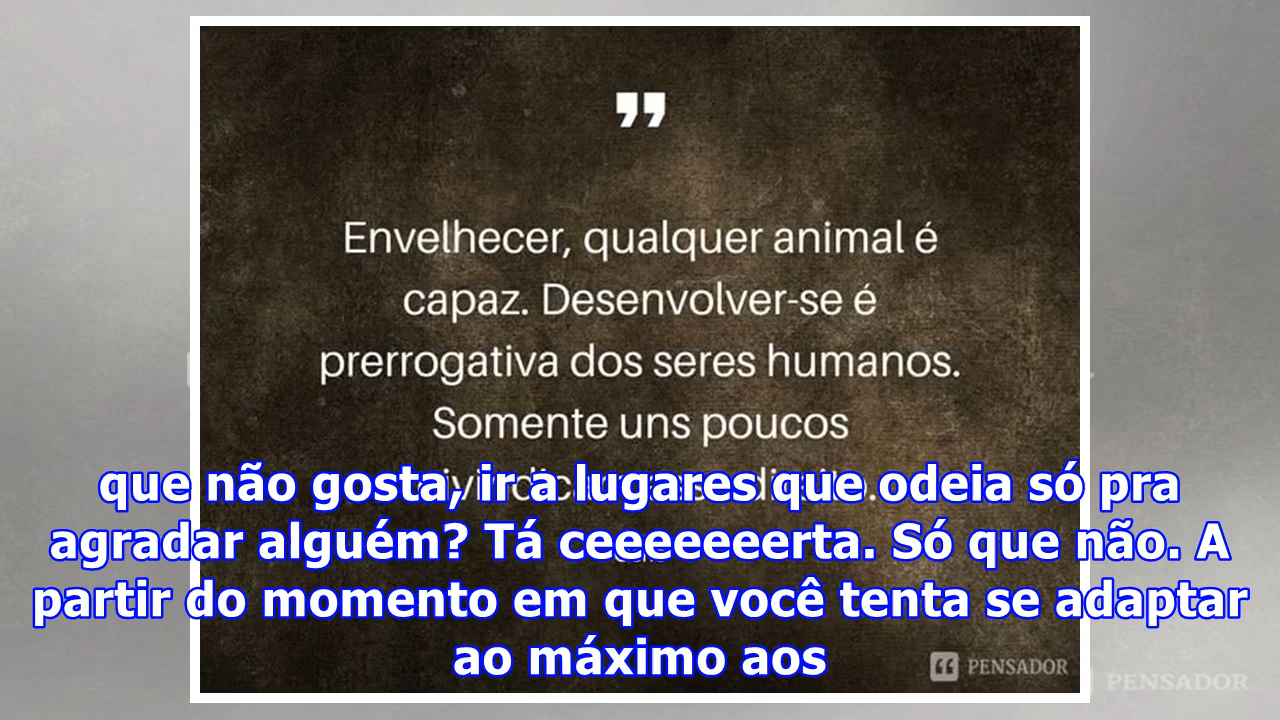 Envelhecer, qualquer animal é
capaz. Desenvolver-se é
prerrogativa dos seres humanos.
Somente uns poucos
que não gosta, ir a lugares que odeia só pra
agradar alguém? Tá ceeeeeeerta. Só que não. A
partir do momento em que você tenta se adaptar
ao máximo aos
PENSADOR
PENSADOR